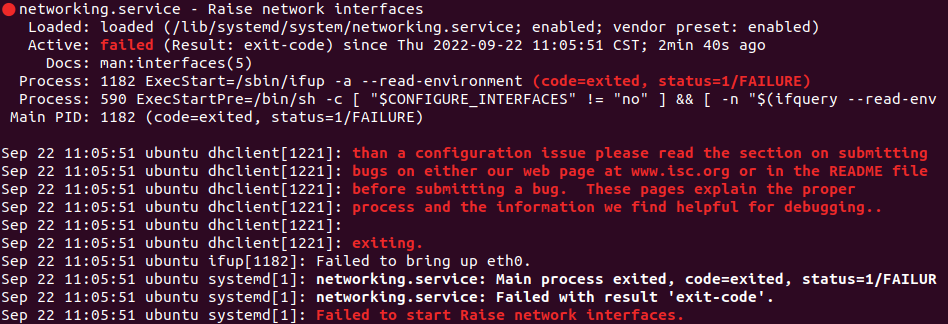 ●networking.service - Raise network interfaces
   Loaded: loaded (/lib/systemd/system/networking.service; enabled; vendor preset: enabled)
   Active: failed (Result: exit-code) since Thu 2022-09-22 11:05:51 CST; 2min 40s ago
     Docs: man:interfaces(5)
  Process: 1182 ExecStart=/sbin/ifup -a --read-environment (code=exited, status=1/FAILURE)
  Process: 590 ExecStartPre=/bin/sh -c [ "$CONFIGURE_INTERFACES" != "no" ] && [ -n "$(ifquery --read-env
 Main PID: 1182 (code=exited, status=1/FAILURE)
Sep 22 11:05:51 ubuntu dhclient[1221]: than a configuration issue please read the section on submitting
Sep 22 11:05:51 ubuntu dhclient[1221]: bugs on either our web page at www.isc.org or in the README file
Sep 22 11:05:51 ubuntu dhclient[1221]: before submitting a bug.  These pages explain the proper
Sep 22 11:05:51 ubuntu dhclient[1221]: process and the information we find helpful for debugging..
Sep 22 11:05:51 ubuntu dhclient[1221]:
Sep 22 11:05:51 ubuntu dhclient[1221]: exiting.
Sep 22 11:05:51 ubuntu ifup[1182]: Failed to bring up eth0.
Sep 22 11:05:51 ubuntu systemd[1]: networking.service: Main process exited, code=exited, status=1/FAILUR
Sep 22 11:05:51 ubuntu systemd[1]: networking.service: Failed with result 'exit-code'.
Sep 22 11:05:51 ubuntu systemd[1]: Failed to start Raise network interfaces.